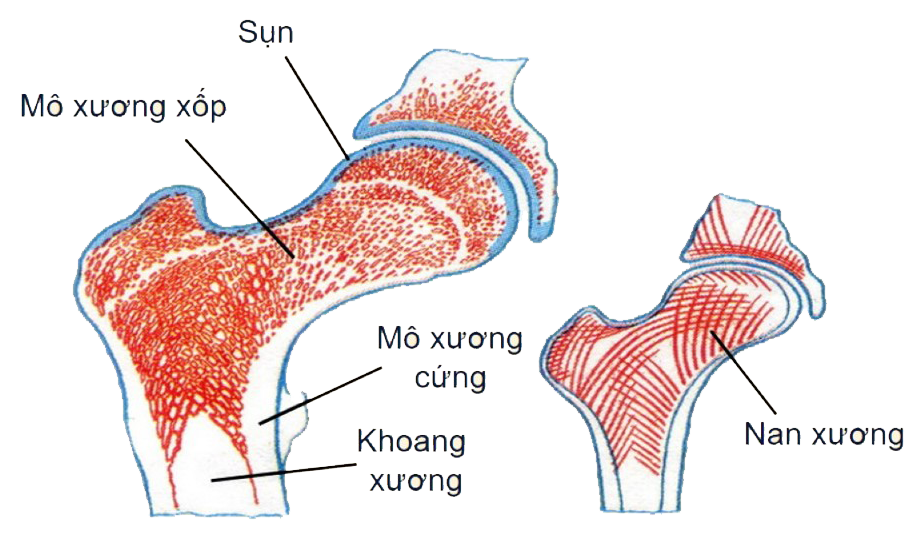 Sụn
Mô xương xốp
Mô xương
cứng
Khoang
xương
Nan xương